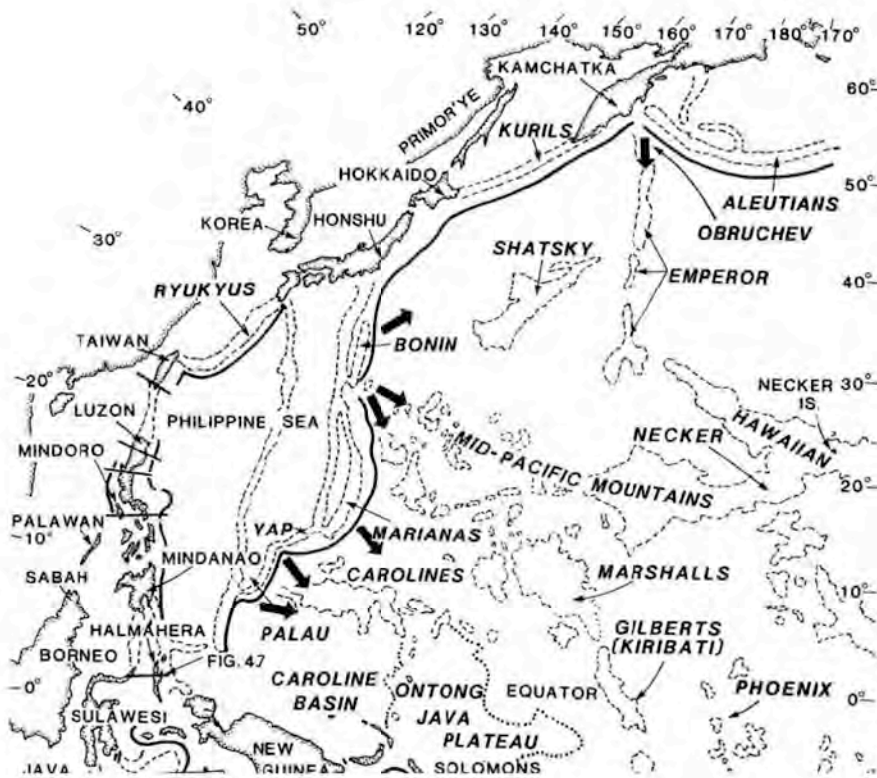 50°
120°
130°
140°
150°
160°
170°
180°
170°
40°
30°
20°
10°
0°
60°
50°
40°
30°
20°
10°
0°
KAMCHATKA
PRIMOR'YE
KURILS
HOKKAIDO
KOREA
HONSHU
ALEUTIANS
OBRUCHEV
SHATSKY
EMPEROR
RYUKYUS
TAIWAN
BONIN
LUZON
PHILIPPINE SEA
NECKER
IS
HAWAIIAN
NECKER
MINDORO
MID-PACIFIC MOUNTAINS
PALAWAN
YAP
MARIANAS
MINDANAO
CAROLINES
MARSHALLS
SABAH
HALMAHERA
PALAU
GILBERTS
(KIRIBATI)
BORNEO
FIG. 47
CAROLINE
BASIN
ONTONG
JAVA
PLATEAU
EQUATOR
PHOENIX
SULAWESI
NEW
GUINEA
SOLOMONS
JAVA